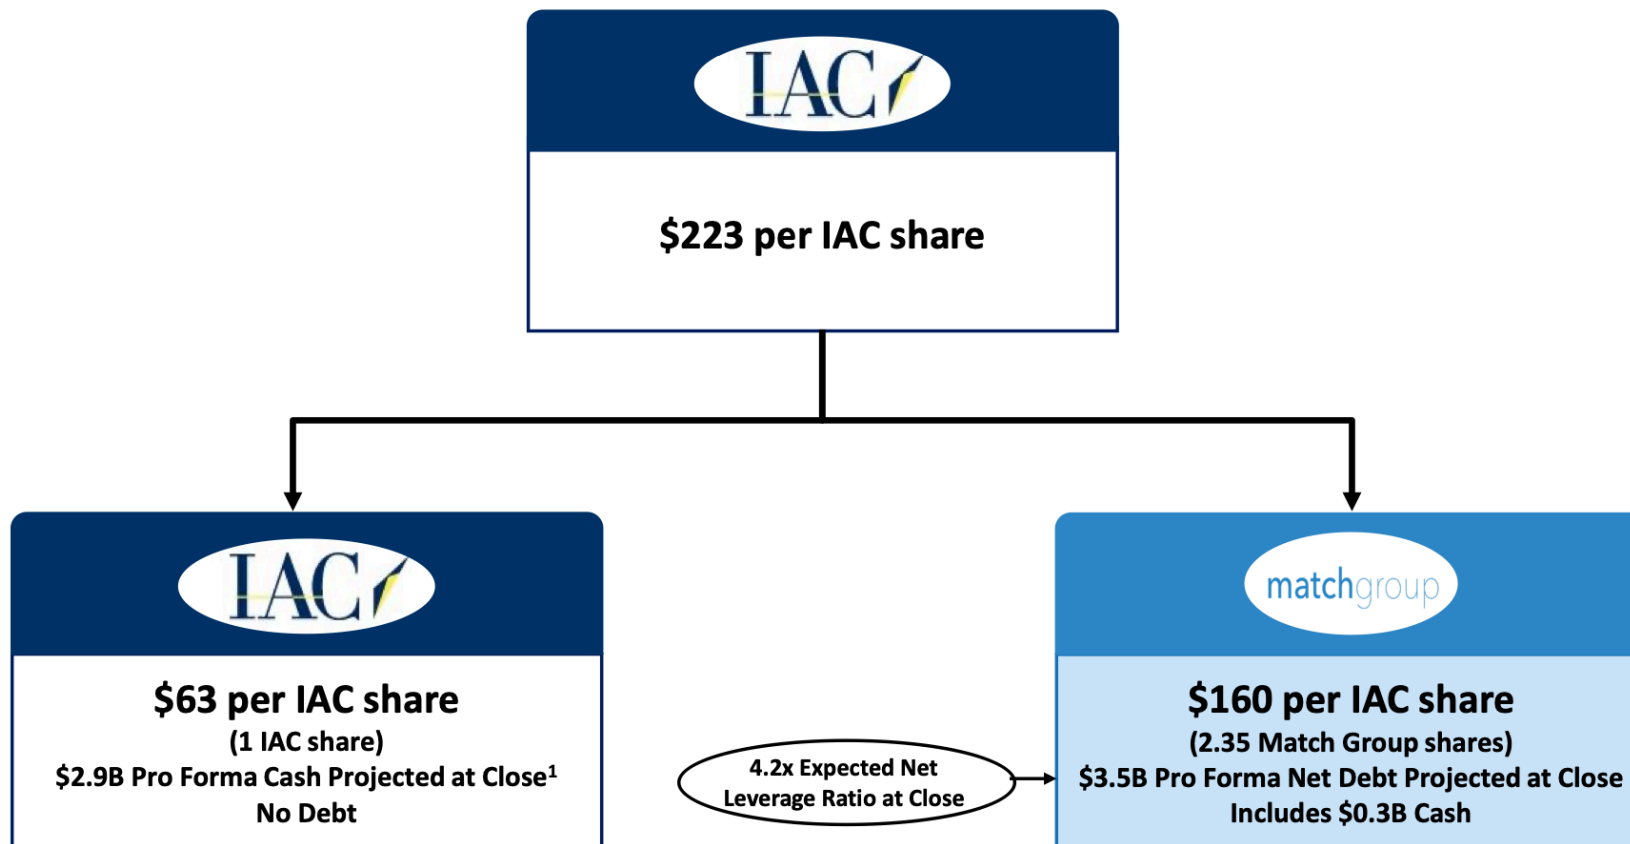 IAC
$223 per IAC share
IAC
$63 per IAC share
(1 IAC share)
$2.9B Pro Forma Cash Projected at Close¹
No Debt
4.2x Expected Net
Leverage Ratio at Close
matchgroup
$160 per IAC share
(2.35 Match Group shares)
$3.5B Pro Forma Net Debt Projected at Close
Includes $0.3B Cash